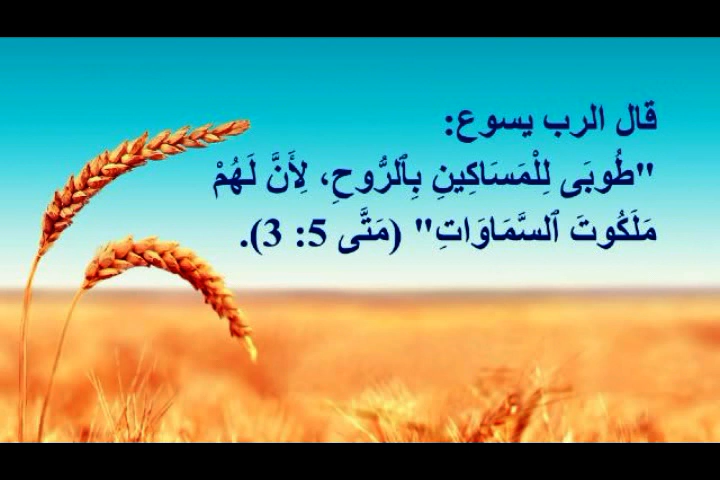 قال الرب يسوع:
"طُوبَى لِلْمَسَاكِينِ بِٱلرُّوحِ، لِأَنَّ لَهُمْ
مَلَكُوتَ ٱلسَّمَاوَاتِ" (مَتَّى 5: 3).